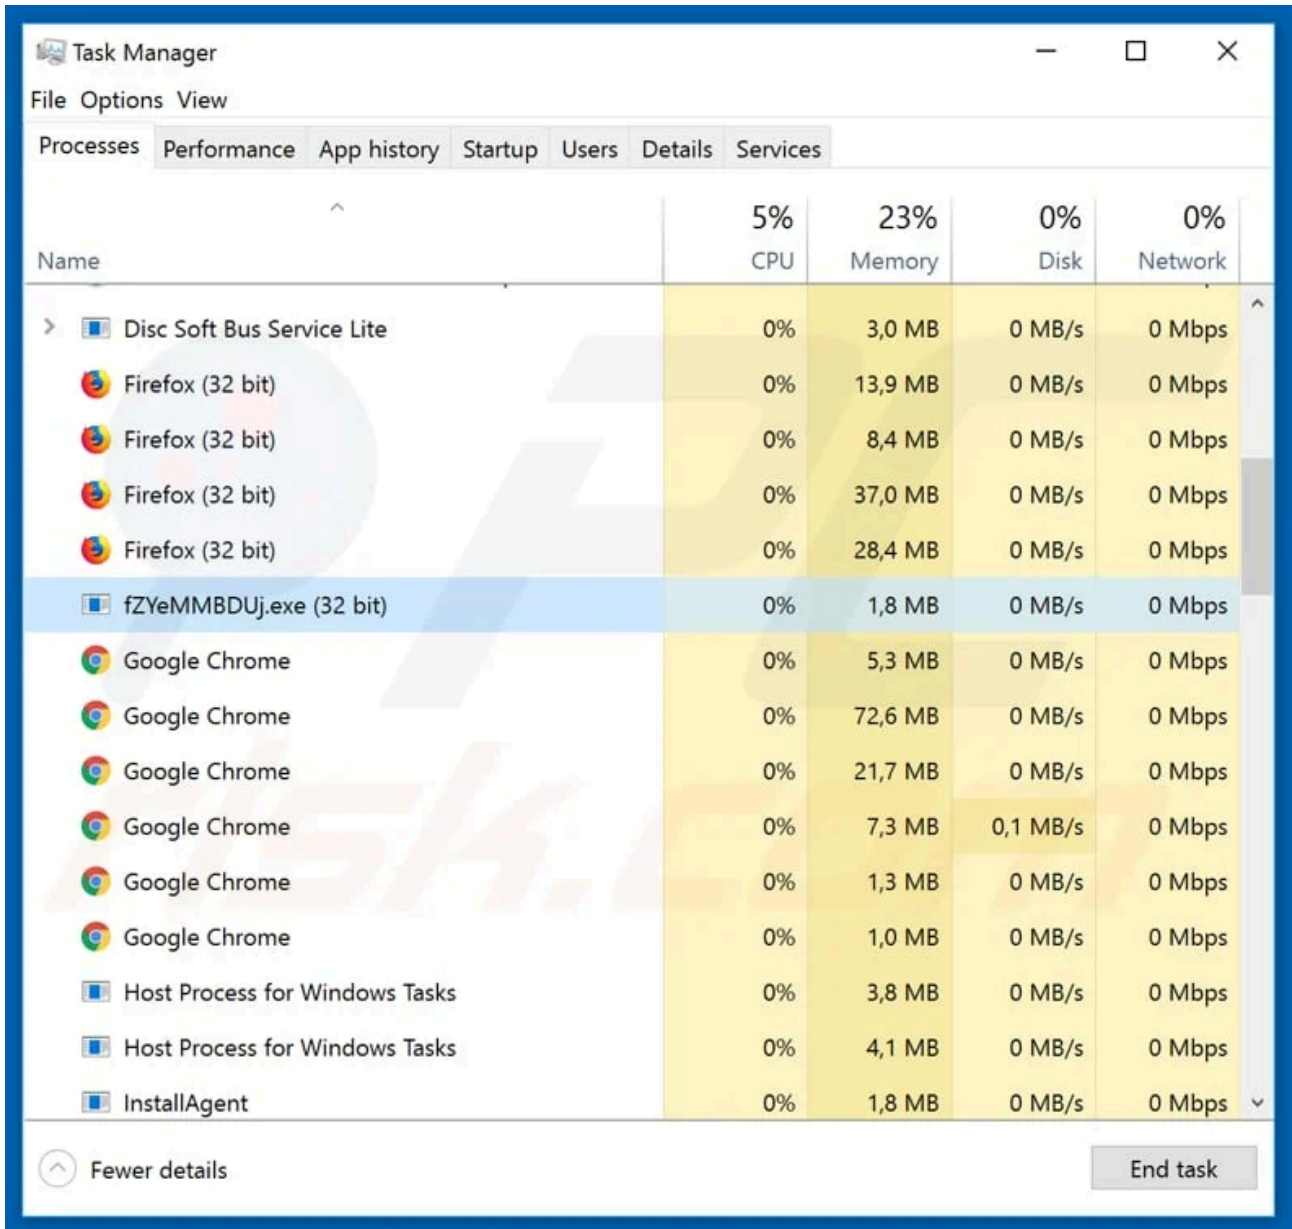 Task Manager
File Options View
Processes Performance App history Startup Users Details Services
5% 23% 0% 0%
Name CPU Memory Disk Network
Disc Soft Bus Service Lite 0% 3,0 MB 0 MB/s 0 Mbps
Firefox (32 bit) 0% 13,9 MB 0 MB/s 0 Mbps
Firefox (32 bit) 0% 8,4 MB 0 MB/s 0 Mbps
Firefox (32 bit) 0% 37,0 MB 0 MB/s 0 Mbps
Firefox (32 bit) 0% 28,4 MB 0 MB/s 0 Mbps
fZYeMMBDUj.exe (32 bit) 0% 1,8 MB 0 MB/s 0 Mbps
Google Chrome 0% 5,3 MB 0 MB/s 0 Mbps
Google Chrome 0% 72,6 MB 0 MB/s 0 Mbps
Google Chrome 0% 21,7 MB 0 MB/s 0 Mbps
Google Chrome 0% 7,3 MB 0,1 MB/s 0 Mbps
Google Chrome 0% 1,3 MB 0 MB/s 0 Mbps
Google Chrome 0% 1,0 MB 0 MB/s 0 Mbps
Host Process for Windows Tasks 0% 3,8 MB 0 MB/s 0 Mbps
Host Process for Windows Tasks 0% 4,1 MB 0 MB/s 0 Mbps
InstallAgent 0% 1,8 MB 0 MB/s 0 Mbps
Fewer details End task
PC
risk.com